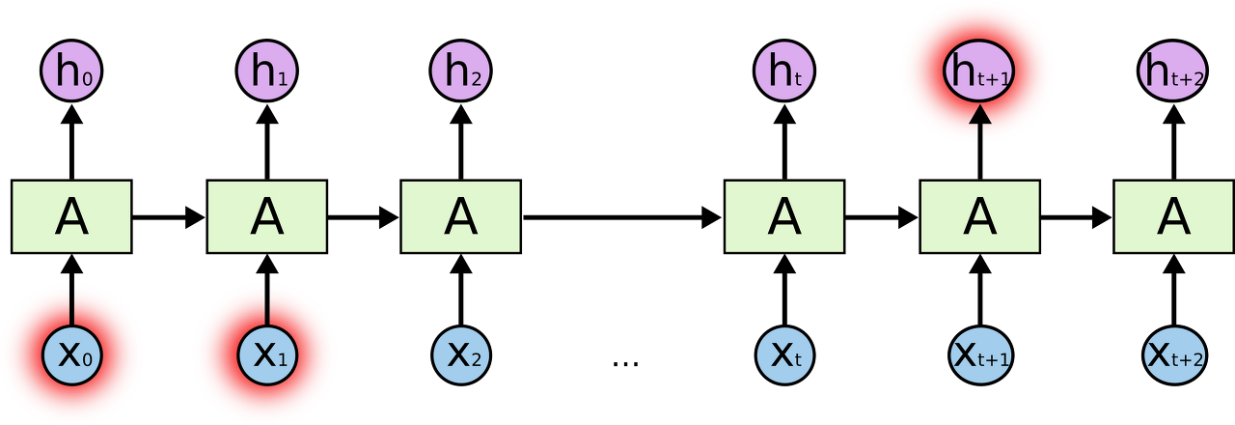 h₀ h₁ h₂ hₜ hₜ₊₁ hₜ₊₂
A A A A A A
x₀ x₁ x₂ ... xₜ xₜ₊₁ xₜ₊₂